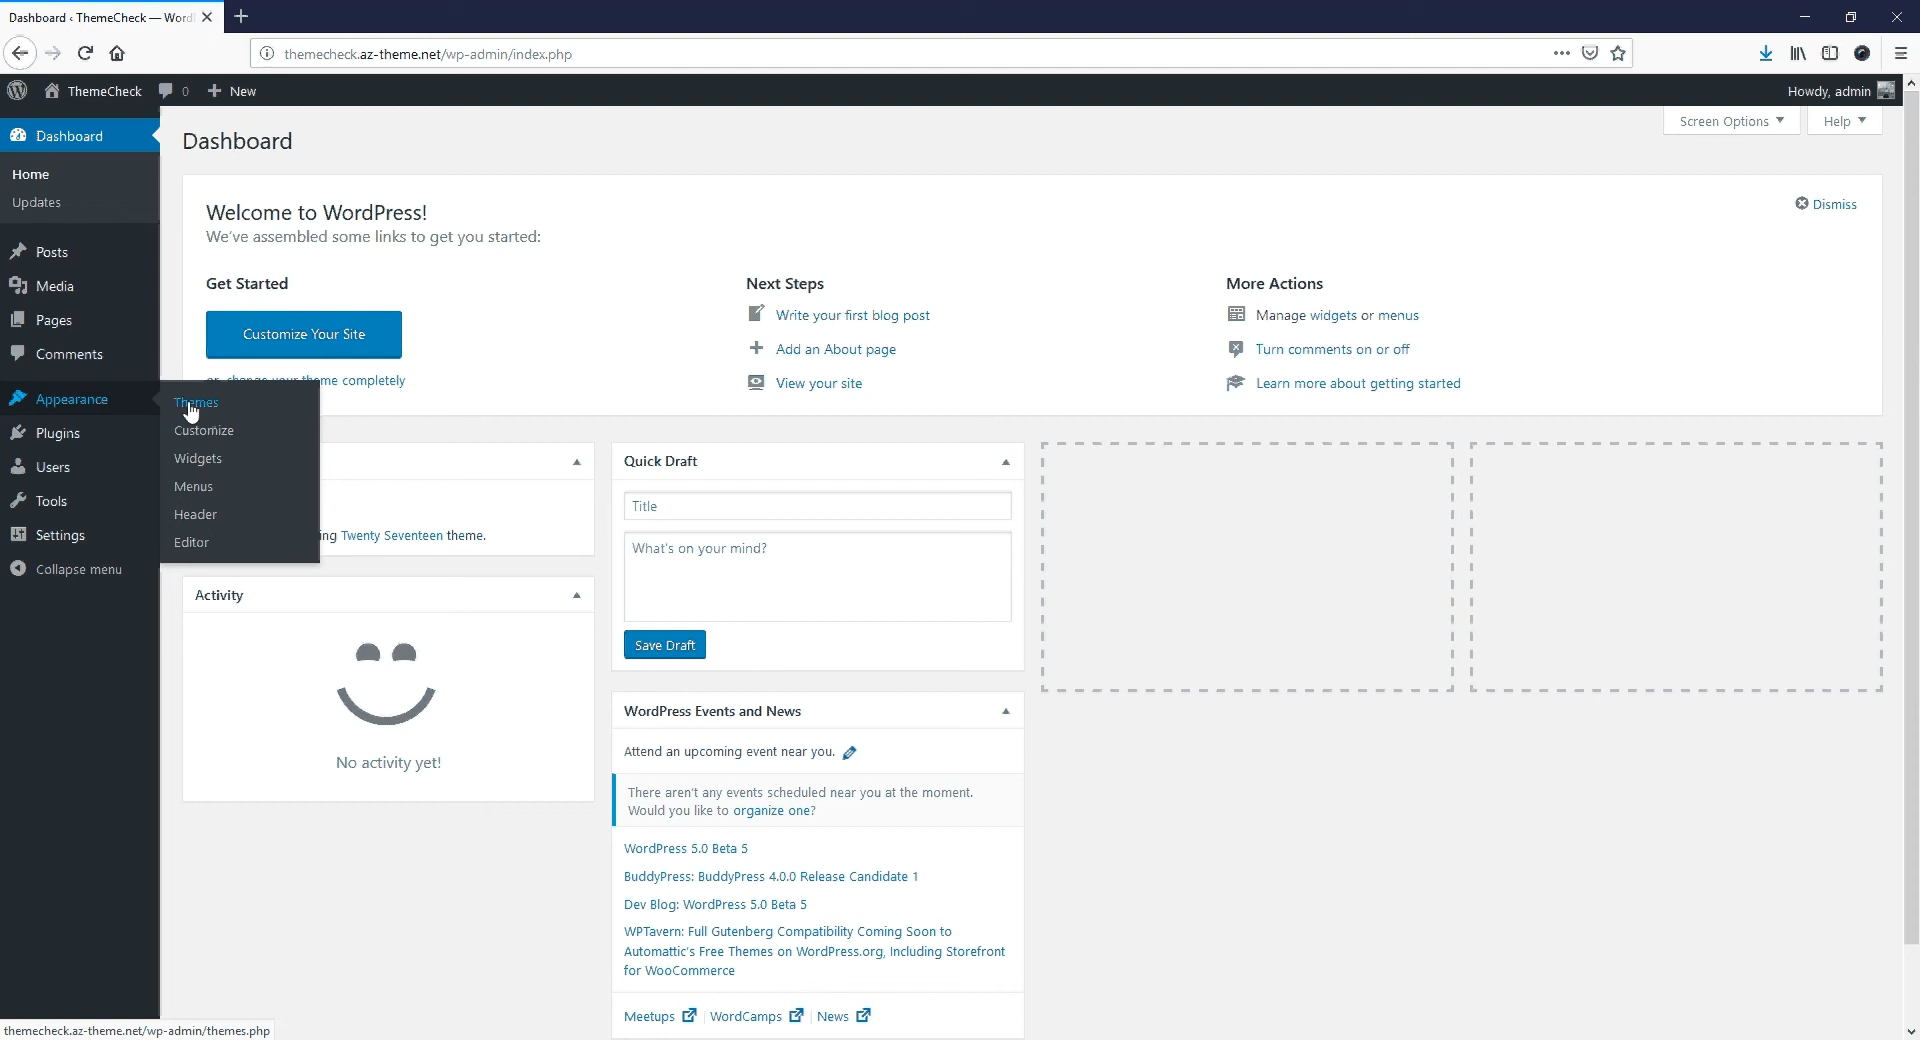 Dashboard ‹ ThemeCheck — Word
themecheck.az-theme.net/wp-admin/index.php
ThemeCheck
0
New
Howdy, admin
Dashboard
Home
Updates
Posts
Media
Pages
Comments
Appearance
Plugins
Users
Tools
Settings
Collapse menu
Themes
Customize
Widgets
Menus
Header
Editor
Dashboard
Screen Options
Help
Welcome to WordPress!
We've assembled some links to get you started:
Dismiss
Get Started
Customize Your Site
or, change your theme completely
Next Steps
Write your first blog post
Add an About page
View your site
More Actions
Manage widgets or menus
Turn comments on or off
Learn more about getting started
ing Twenty Seventeen theme.
Activity
No activity yet!
Quick Draft
Title
What's on your mind?
Save Draft
WordPress Events and News
Attend an upcoming event near you.
There aren't any events scheduled near you at the moment.
Would you like to organize one?
WordPress 5.0 Beta 5
BuddyPress: BuddyPress 4.0.0 Release Candidate 1
Dev Blog: WordPress 5.0 Beta 5
WPTavern: Full Gutenberg Compatibility Coming Soon to
Automattic's Free Themes on WordPress.org, Including Storefront
for WooCommerce
Meetups
WordCamps
News
themecheck.az-theme.net/wp-admin/themes.php